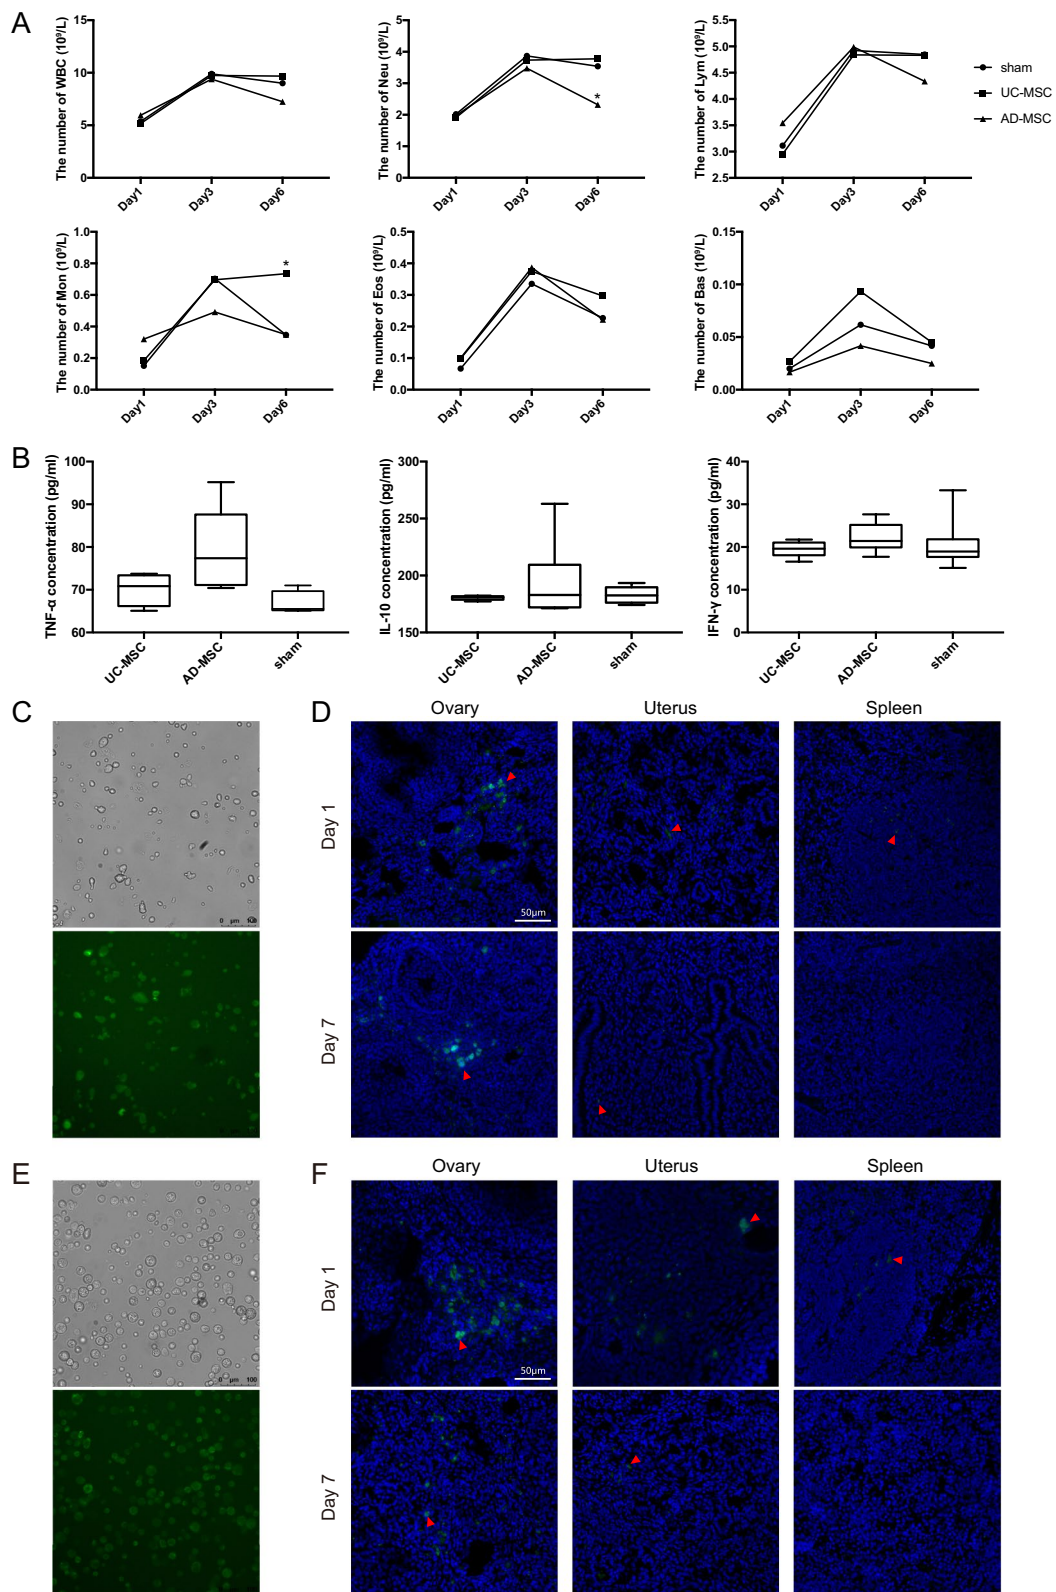 A
The number of WBC (10⁹/L)
15
10
5
0
Day1
Day3
Day6
The number of Neu (10⁹/L)
5
4
3
2
1
0
*
Day1
Day3
Day6
The number of Lym (10⁹/L)
5.5
5.0
4.5
4.0
3.5
3.0
2.5
Day1
Day3
Day6
sham
UC-MSC
AD-MSC
The number of Mon (10⁹/L)
1.0
0.8
0.6
0.4
0.2
0.0
*
Day1
Day3
Day6
The number of Eos (10⁹/L)
0.5
0.4
0.3
0.2
0.1
0.0
Day1
Day3
Day6
The number of Bas (10⁹/L)
0.15
0.10
0.05
0.00
Day1
Day3
Day6
B
TNF-α concentration (pg/ml)
100
90
80
70
60
UC-MSC
AD-MSC
sham
IL-10 concentration (pg/ml)
300
250
200
150
UC-MSC
AD-MSC
sham
IFN-γ concentration (pg/ml)
40
30
20
10
0
UC-MSC
AD-MSC
sham
C
0 µm 100
D
Ovary
Uterus
Spleen
Day 1
50µm
Day 7
E
0 µm 100
F
Ovary
Uterus
Spleen
Day 1
50µm
Day 7